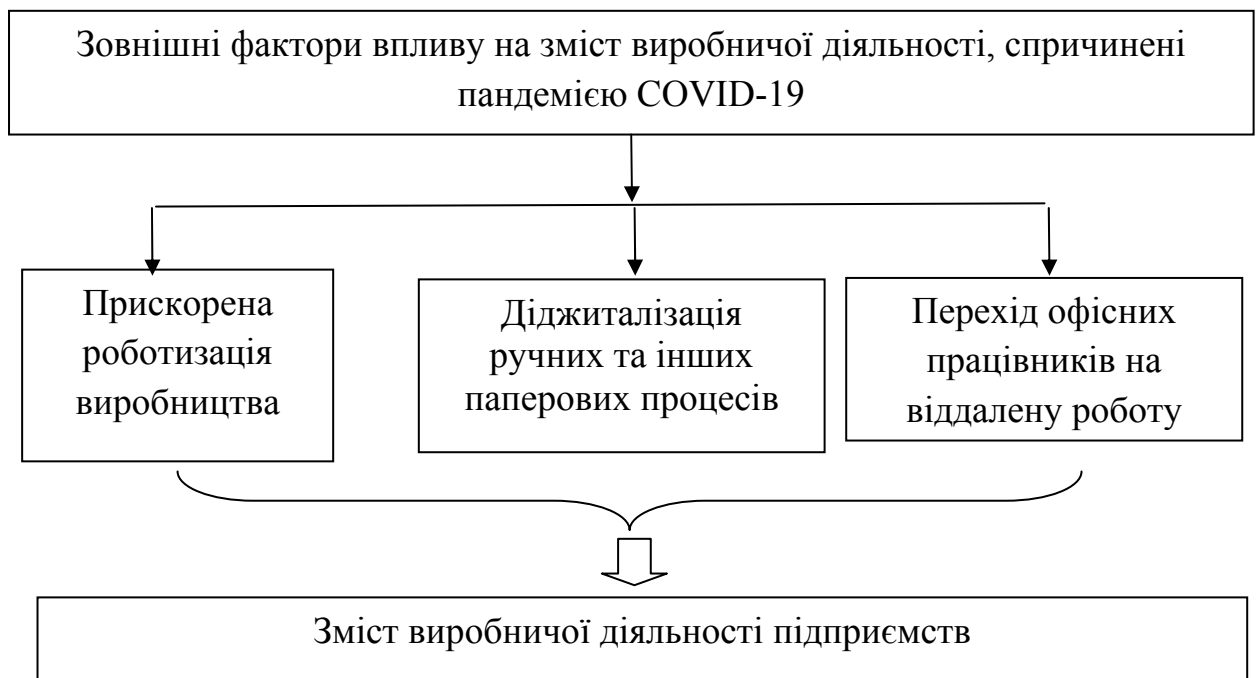 Зовнішні фактори впливу на зміст виробничої діяльності, спричинені
пандемією COVID-19
Прискорена
роботизація
виробництва
Діджиталізація
ручних та інших
паперових процесів
Перехід офісних
працівників на
віддалену роботу
Зміст виробничої діяльності підприємств